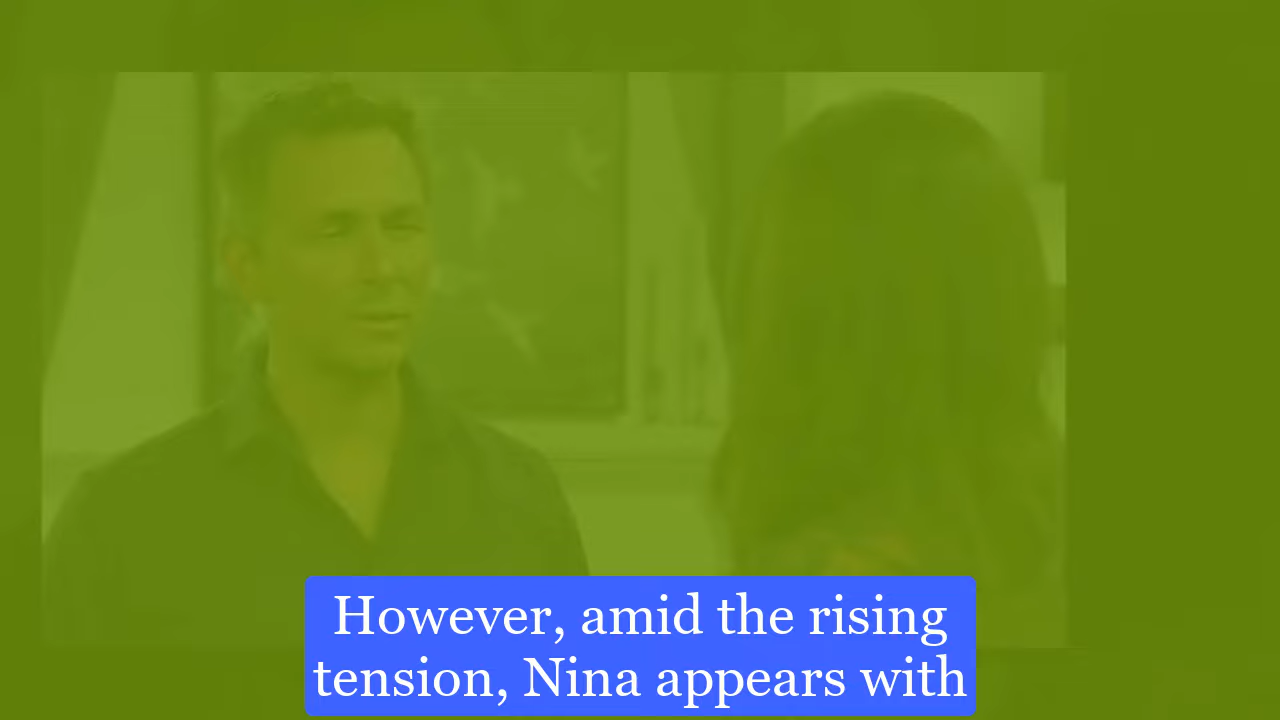 However, amid the rising
tension, Nina appears with